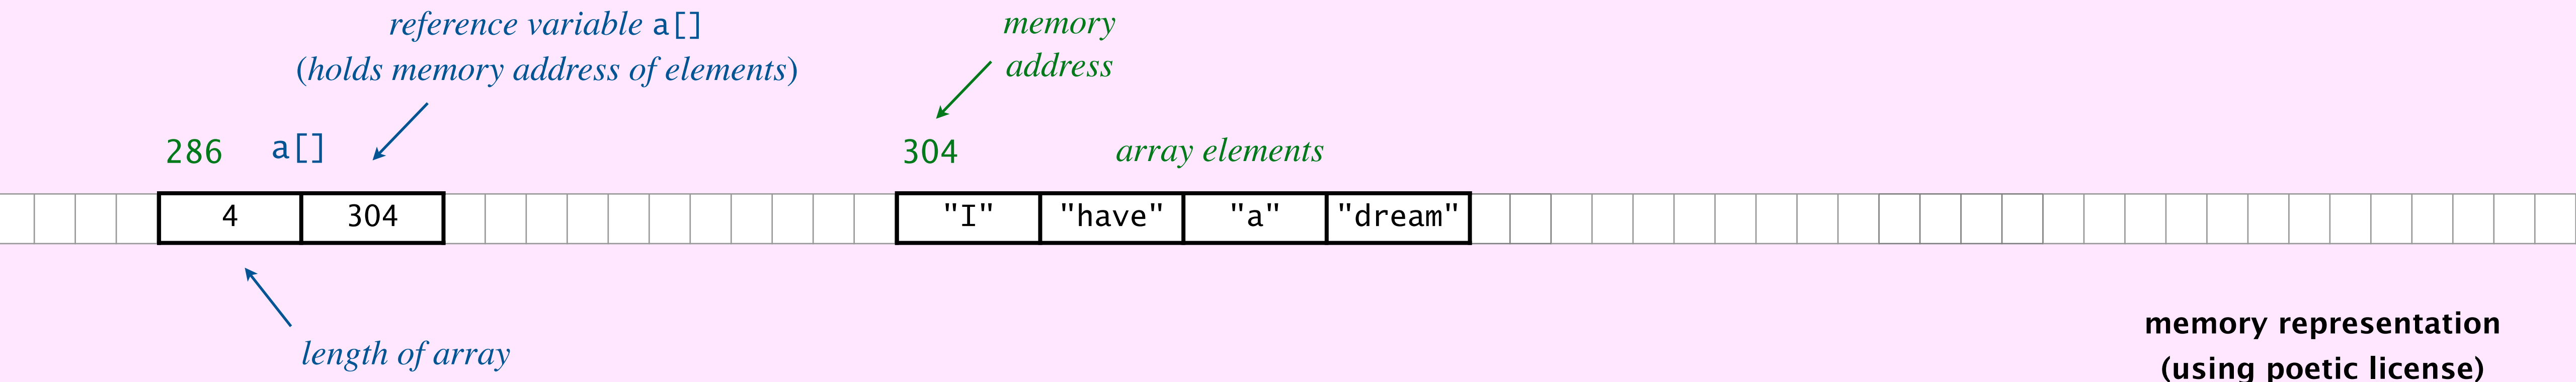 reference variable a[]
(holds memory address of elements)
memory
address
286 a[]
304 array elements
4 304 "I" "have" "a" "dream"
length of array
memory representation
(using poetic license)